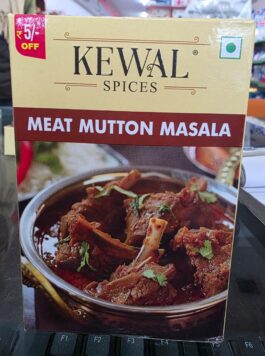 ₹ 5/-
OFF
KEWAL®
SPICES
MEAT MUTTON MASALA
F1
F2
F3
F4
F5
F6